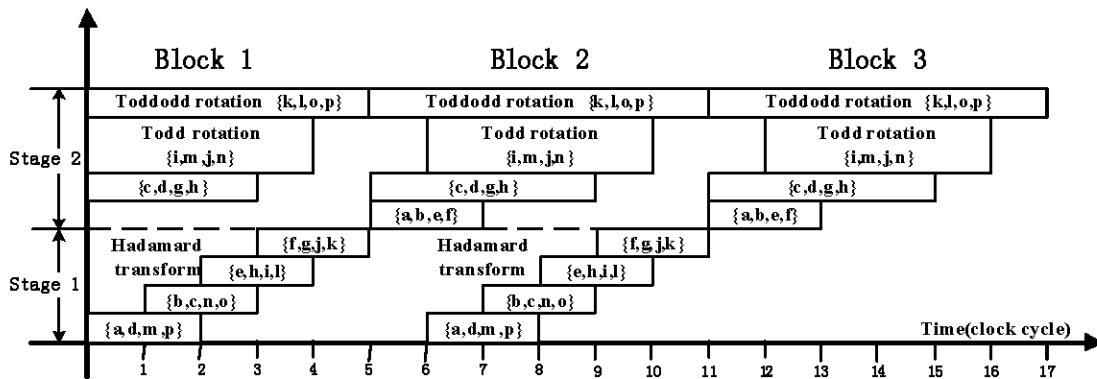 Block 1
Block 2
Block 3
Toddodd rotation {k,l,o,p}
Toddodd rotation {k,l,o,p}
Toddodd rotation {k,l,o,p}
Todd rotation
{i,m,j,n}
Todd rotation
{i,m,j,n}
Todd rotation
{i,m,j,n}
Stage 2
{c,d,g,h}
{c,d,g,h}
{c,d,g,h}
{a,b,e,f}
{a,b,e,f}
Hadamard
transform
{f,g,j,k}
Hadamard
transform
{f,g,j,k}
{e,h,i,l}
{e,h,i,l}
Stage 1
{b,c,n,o}
{b,c,n,o}
{a,d,m,p}
{a,d,m,p}
Time(clock cycle)
1 2 3 4 5 6 7 8 9 10 11 12 13 14 15 16 17